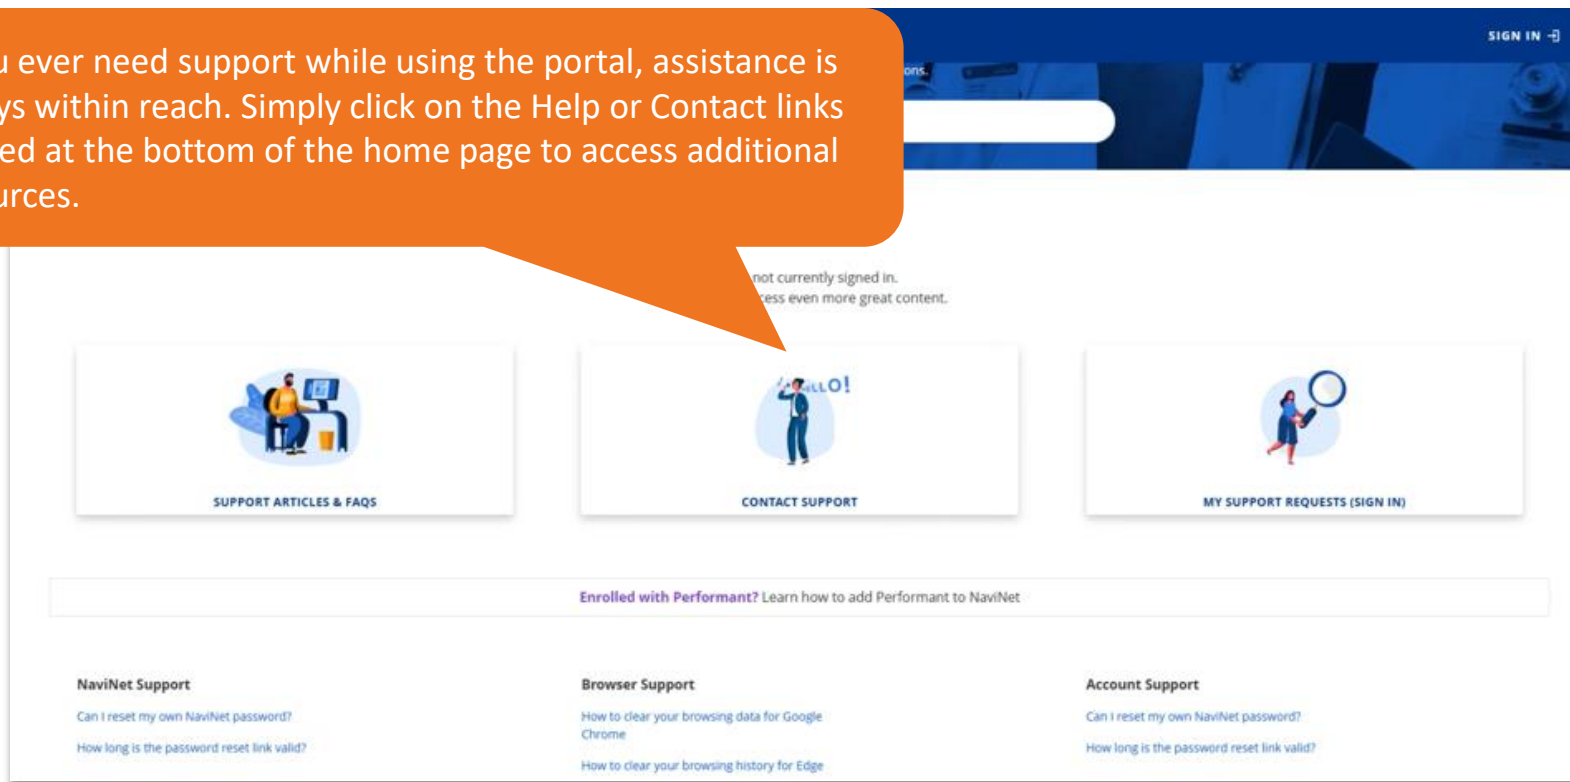 SIGN IN
u ever need support while using the portal, assistance is
ys within reach. Simply click on the Help or Contact links
ed at the bottom of the home page to access additional
urces.
ons.
not currently signed in.
cess even more great content.
LLO!
SUPPORT ARTICLES & FAQS
CONTACT SUPPORT
MY SUPPORT REQUESTS (SIGN IN)
Enrolled with Performant? Learn how to add Performant to NaviNet
NaviNet Support
Can I reset my own NaviNet password?
How long is the password reset link valid?
Browser Support
How to clear your browsing data for Google
Chrome
How to clear your browsing history for Edge
Account Support
Can I reset my own NaviNet password?
How long is the password reset link valid?